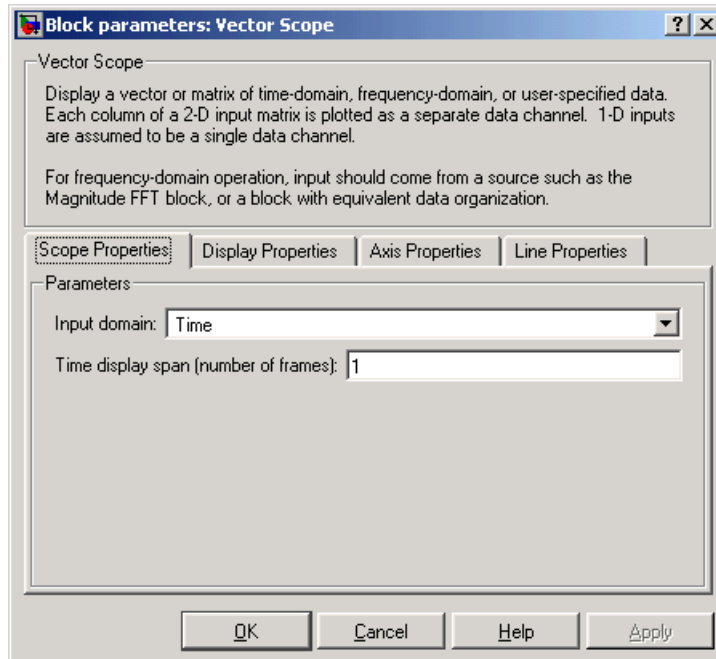 Block parameters: Vector Scope
Vector Scope
Display a vector or matrix of time-domain, frequency-domain, or user-specified data.
Each column of a 2-D input matrix is plotted as a separate data channel. 1-D inputs
are assumed to be a single data channel.
For frequency-domain operation, input should come from a source such as the
Magnitude FFT block, or a block with equivalent data organization.
Scope Properties Display Properties Axis Properties Line Properties
Parameters
Input domain: Time
Time display span (number of frames): 1
OK Cancel Help Apply